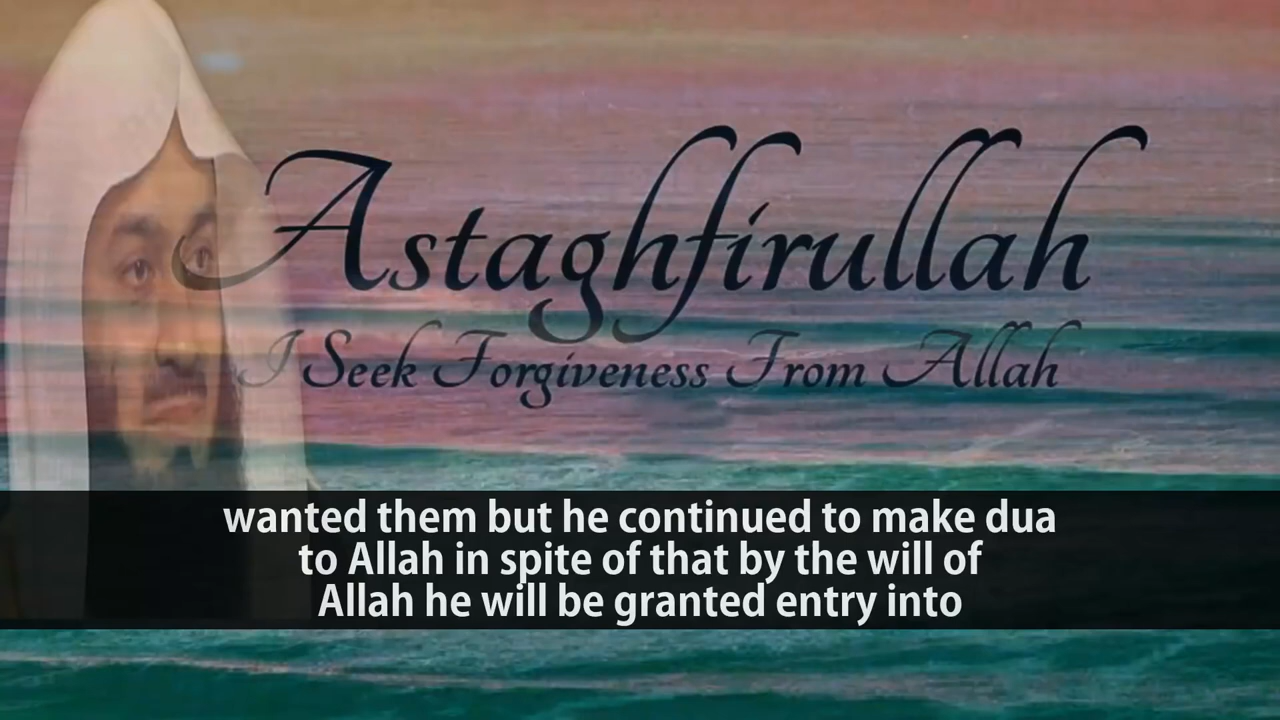 Astaghfirullah
I Seek Forgiveness From Allah
wanted them but he continued to make dua
to Allah in spite of that by the will of
Allah he will be granted entry into